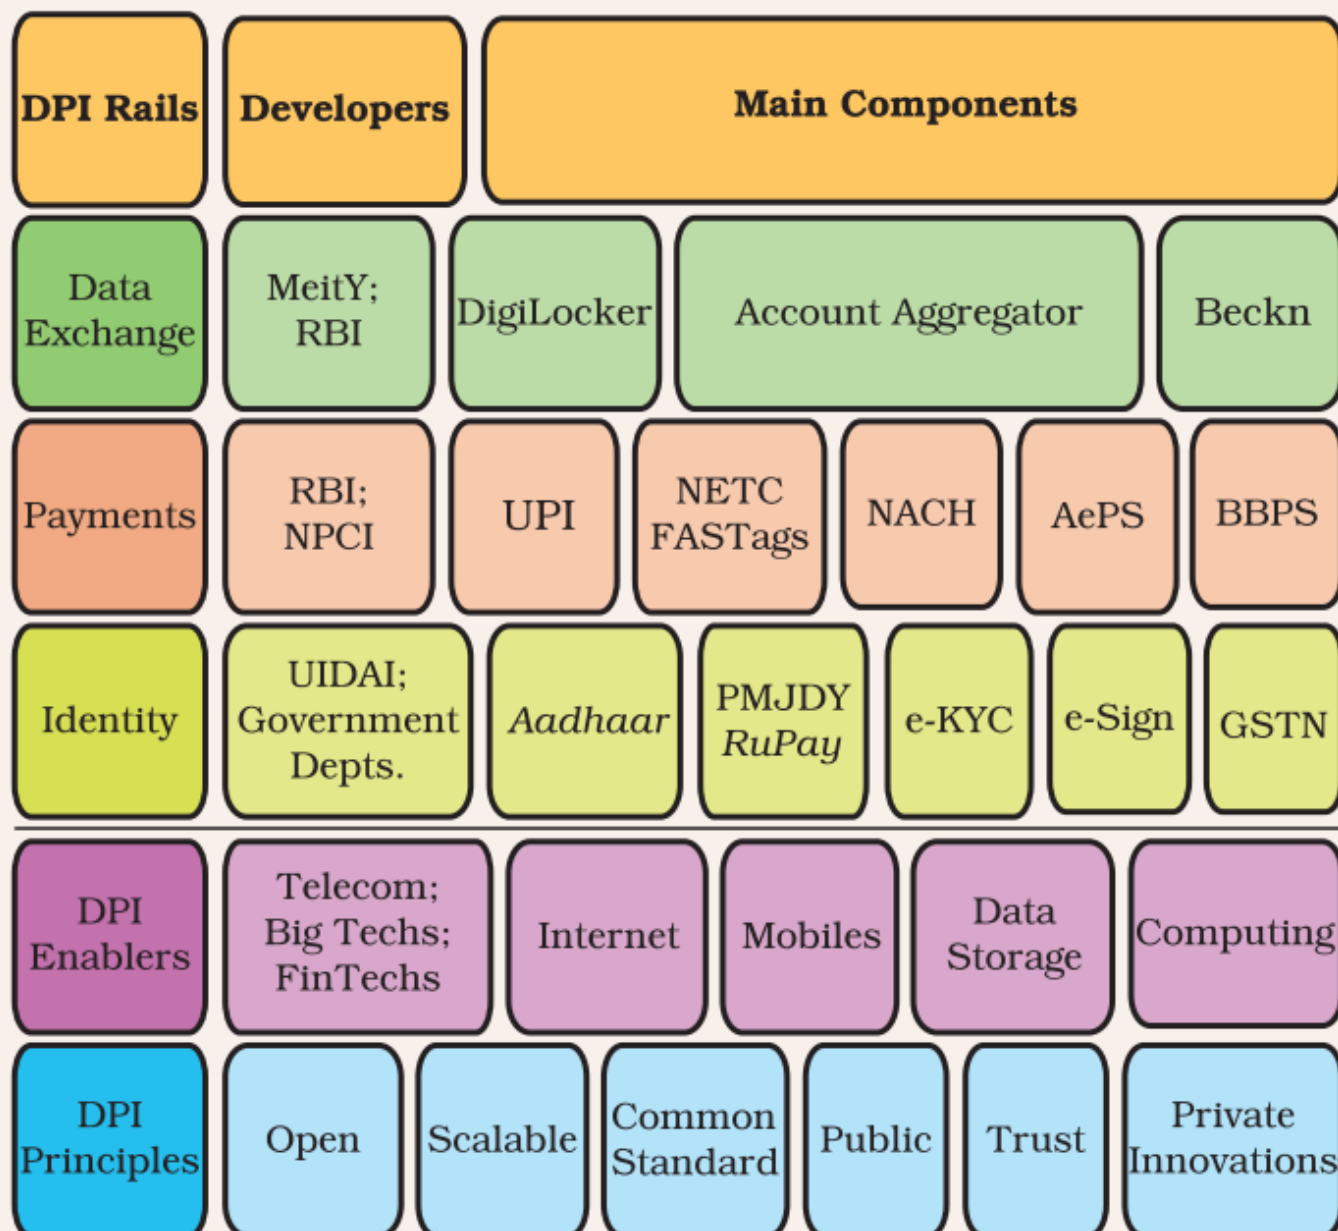 DPI Rails
Developers
Main Components
Data
Exchange
MeitY;
RBI
DigiLocker
Account Aggregator
Beckn
Payments
RBI;
NPCI
UPI
NETC
FASTags
NACH
AePS
BBPS
Identity
UIDAI;
Government
Depts.
Aadhaar
PMJDY
RuPay
e-KYC
e-Sign
GSTN
DPI
Enablers
Telecom;
Big Techs;
FinTechs
Internet
Mobiles
Data
Storage
Computing
DPI
Principles
Open
Scalable
Common
Standard
Public
Trust
Private
Innovations